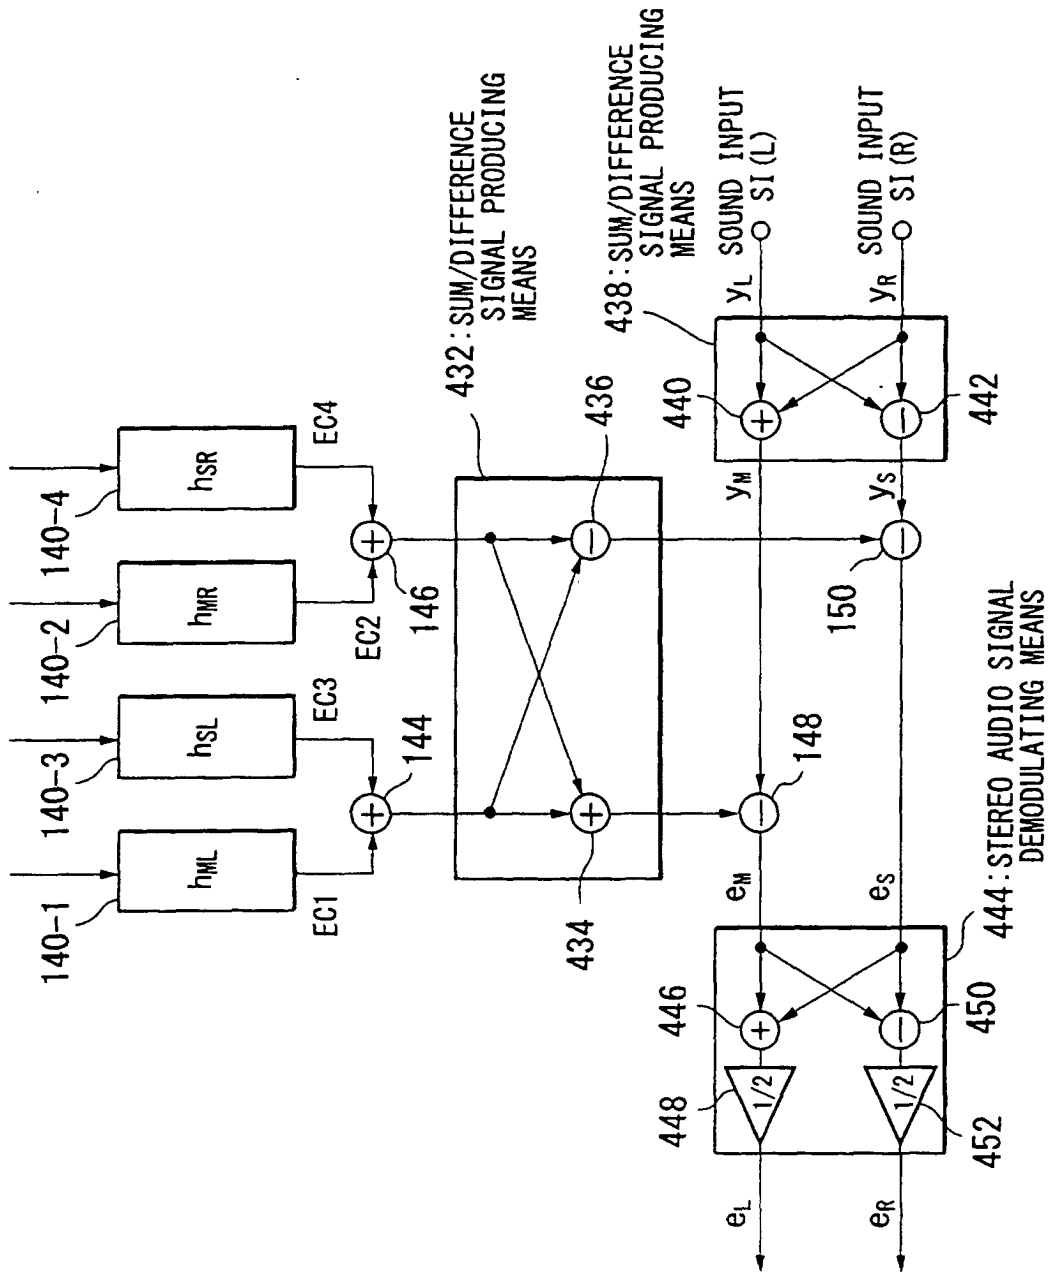 140-1
hML
EC1
140-3
hSL
EC3
140-2
hMR
EC2
140-4
hSR
EC4
144
146
432:SUM/DIFFERENCE
SIGNAL PRODUCING
MEANS
434
436
438:SUM/DIFFERENCE
SIGNAL PRODUCING
MEANS
SOUND INPUT
SI(L)
SOUND INPUT
SI(R)
yL
yR
440
442
yM
yS
148
150
eM
eS
444:STEREO AUDIO SIGNAL
DEMODULATING MEANS
446
450
448
1/2
452
1/2
eL
eR